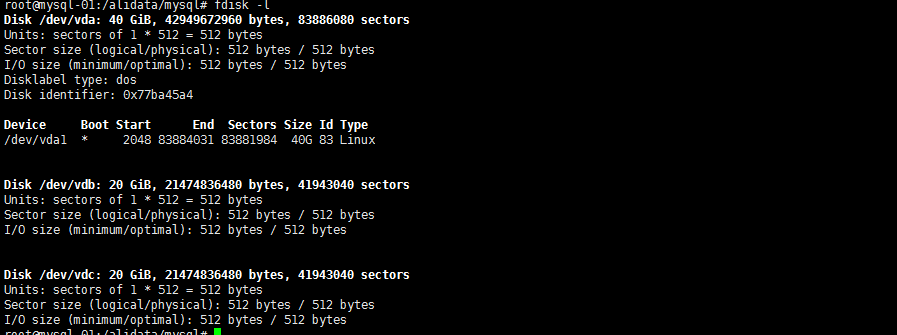 root@mysql-01:/alidata/mysql# fdisk -l
Disk /dev/vda: 40 GiB, 42949672960 bytes, 83886080 sectors
Units: sectors of 1 * 512 = 512 bytes
Sector size (logical/physical): 512 bytes / 512 bytes
I/O size (minimum/optimal): 512 bytes / 512 bytes
Disklabel type: dos
Disk identifier: 0x77ba45a4
Device     Boot Start      End  Sectors Size Id Type
/dev/vda1  *     2048 83884031 83881984  40G 83 Linux
Disk /dev/vdb: 20 GiB, 21474836480 bytes, 41943040 sectors
Units: sectors of 1 * 512 = 512 bytes
Sector size (logical/physical): 512 bytes / 512 bytes
I/O size (minimum/optimal): 512 bytes / 512 bytes
Disk /dev/vdc: 20 GiB, 21474836480 bytes, 41943040 sectors
Units: sectors of 1 * 512 = 512 bytes
Sector size (logical/physical): 512 bytes / 512 bytes
I/O size (minimum/optimal): 512 bytes / 512 bytes
root@mysql-01:/alidata/mysql#